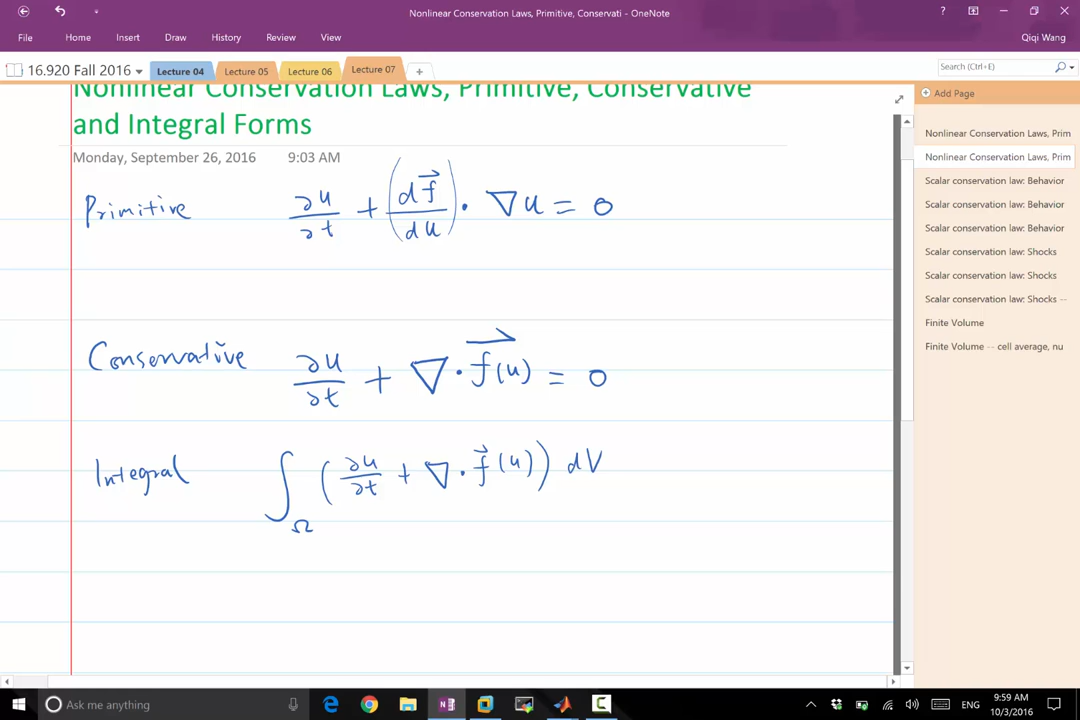 Nonlinear Conservation Laws, Primitive, Conservati - OneNote
? 
File Home Insert Draw History Review View
Qiqi Wang
16.920 Fall 2016 Lecture 04 Lecture 05 Lecture 06 Lecture 07 +
Search (Ctrl+E)
Add Page
Nonlinear Conservation Laws, Prim
Nonlinear Conservation Laws, Prim
Scalar conservation law: Behavior
Scalar conservation law: Behavior
Scalar conservation law: Behavior
Scalar conservation law: Shocks
Scalar conservation law: Shocks
Scalar conservation law: Shocks --
Finite Volume
Finite Volume -- cell average, nu
Nonlinear Conservation Laws, Primitive, Conservative
and Integral Forms
Monday, September 26, 2016 9:03 AM
Primitive ∂u/∂t + (d f⃗/du) · ∇u = 0
Conservative ∂u/∂t + ∇ · f⃗(u) = 0
Integral ∫_Ω (∂u/∂t + ∇ · f⃗(u)) dV
Ask me anything
ENG
9:59 AM
10/3/2016